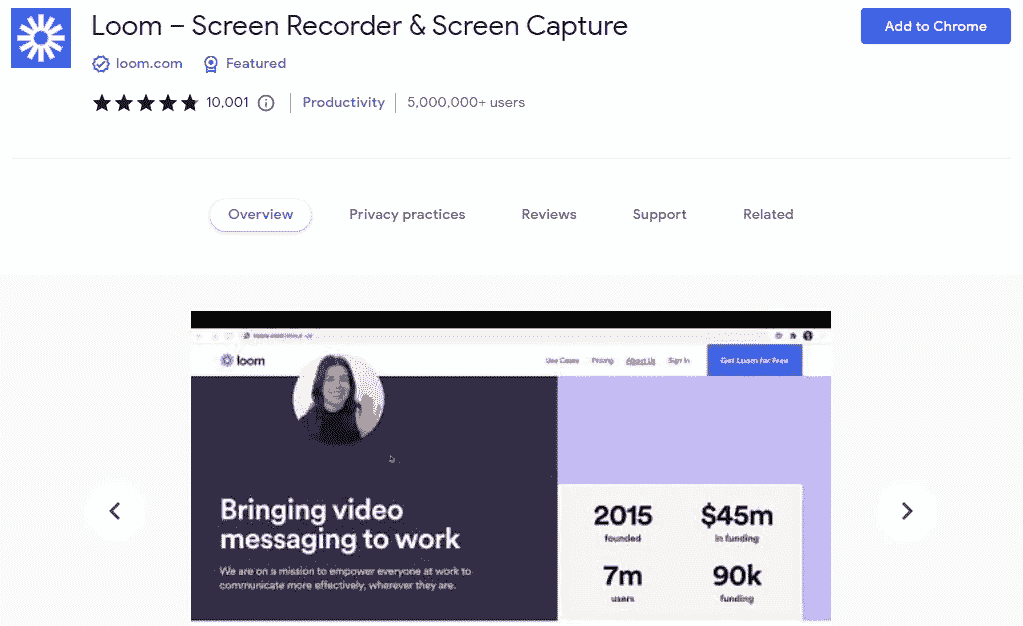 Loom – Screen Recorder & Screen Capture
Add to Chrome
loom.com Featured
10,001 Productivity 5,000,000+ users
Overview Privacy practices Reviews Support Related
loom Use Cases Pricing About Us Sign In Get Loom for Free
Bringing video
messaging to work
We are on a mission to empower everyone at work to
communicate more effectively, wherever they are.
2015 $45m
founded in funding
7m 90k
users funding